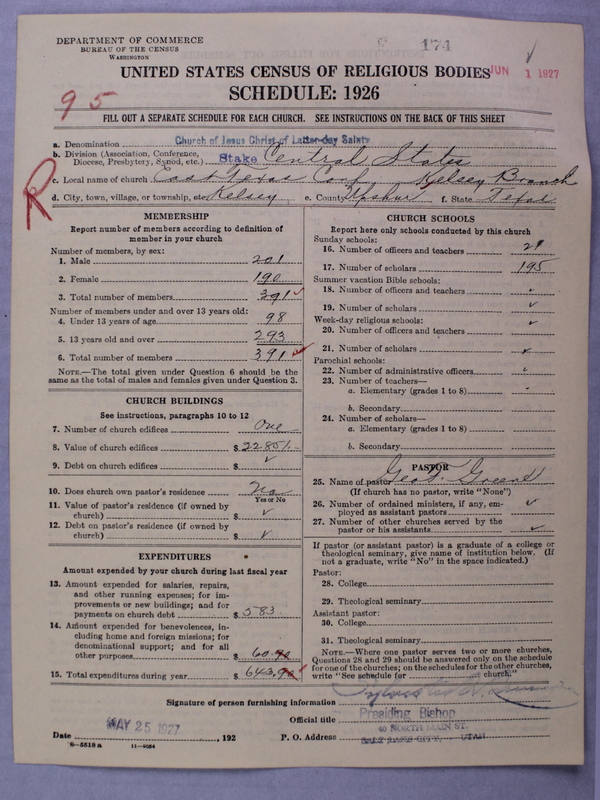 174
DEPARTMENT OF COMMERCE
BUREAU OF THE CENSUS
WASHINGTON
JUN 1 1927
UNITED STATES CENSUS OF RELIGIOUS BODIES
SCHEDULE: 1926
95
FILL OUT A SEPARATE SCHEDULE FOR EACH CHURCH. SEE INSTRUCTIONS ON THE BACK OF THIS SHEET
R
a. Denomination Church of Jesus Christ of Latter-day Saints
b. Division (Association, Conference, Diocese, Presbytery, Synod, etc.) Stake Central States
c. Local name of church East Texas Conf Kelsey Branch
d. City, town, village, or township, etc. Kelsey e. County Upshur f. State Texas
MEMBERSHIP
Report number of members according to definition of
member in your church
Number of members, by sex:
1. Male 201
2. Female 190
3. Total number of members 391
Number of members under and over 13 years old:
4. Under 13 years of age 98
5. 13 years old and over 293
6. Total number of members 391
NOTE.—The total given under Question 6 should be
same as the total of males and females given under Question 3.
CHURCH BUILDINGS
See instructions, paragraphs 10 to 12
7. Number of church edifices One
8. Value of church edifices $ 22851
9. Debt on church edifices $ ✓
10. Does church own pastor's residence No
Yes or No
11. Value of pastor's residence (if owned by
church) $ ✓
12. Debt on pastor's residence (if owned by
church) $ ✓
EXPENDITURES
Amount expended by your church during last fiscal year
13. Amount expended for salaries, repairs,
and other running expenses; for im-
provements or new buildings; and for
payments on church debt $ 583
14. Amount expended for benevolences, in-
cluding home and foreign missions; for
denominational support; and for all
other purposes $ 60.90
15. Total expenditures during year $ 643.90
CHURCH SCHOOLS
Report here only schools conducted by this church
Sunday schools:
16. Number of officers and teachers 29
17. Number of scholars 195
Summer vacation Bible schools:
18. Number of officers and teachers
19. Number of scholars ✓
Week-day religious schools:
20. Number of officers and teachers ✓
21. Number of scholars ✓
Parochial schools:
22. Number of administrative officers
23. Number of teachers—
a. Elementary (grades 1 to 8)
b. Secondary
24. Number of scholars—
a. Elementary (grades 1 to 8)
b. Secondary
PASTOR
25. Name of pastor Geo. F. Green
(If church has no pastor, write "None")
26. Number of ordained ministers, if any, em-
ployed as assistant pastors ✓
27. Number of other churches served by the
pastor or his assistants ✓
If pastor (or assistant pastor) is a graduate of a college or
theological seminary, give name of institution below. (If
not a graduate, write "No" in the space indicated.)
Pastor:
28. College
29. Theological seminary
Assistant pastor:
30. College
31. Theological seminary
NOTE.—Where one pastor serves two or more churches,
Questions 28 and 29 should be answered only on the schedule
for one of the churches; on the schedules for the other churches,
write "See schedule for church."
Signature of person furnishing information
Official title Presiding Bishop
Date MAY 25 1927, 192 P. O. Address 40 NORTH MAIN ST.
SALT LAKE CITY, UTAH
8—5518a 11—9084